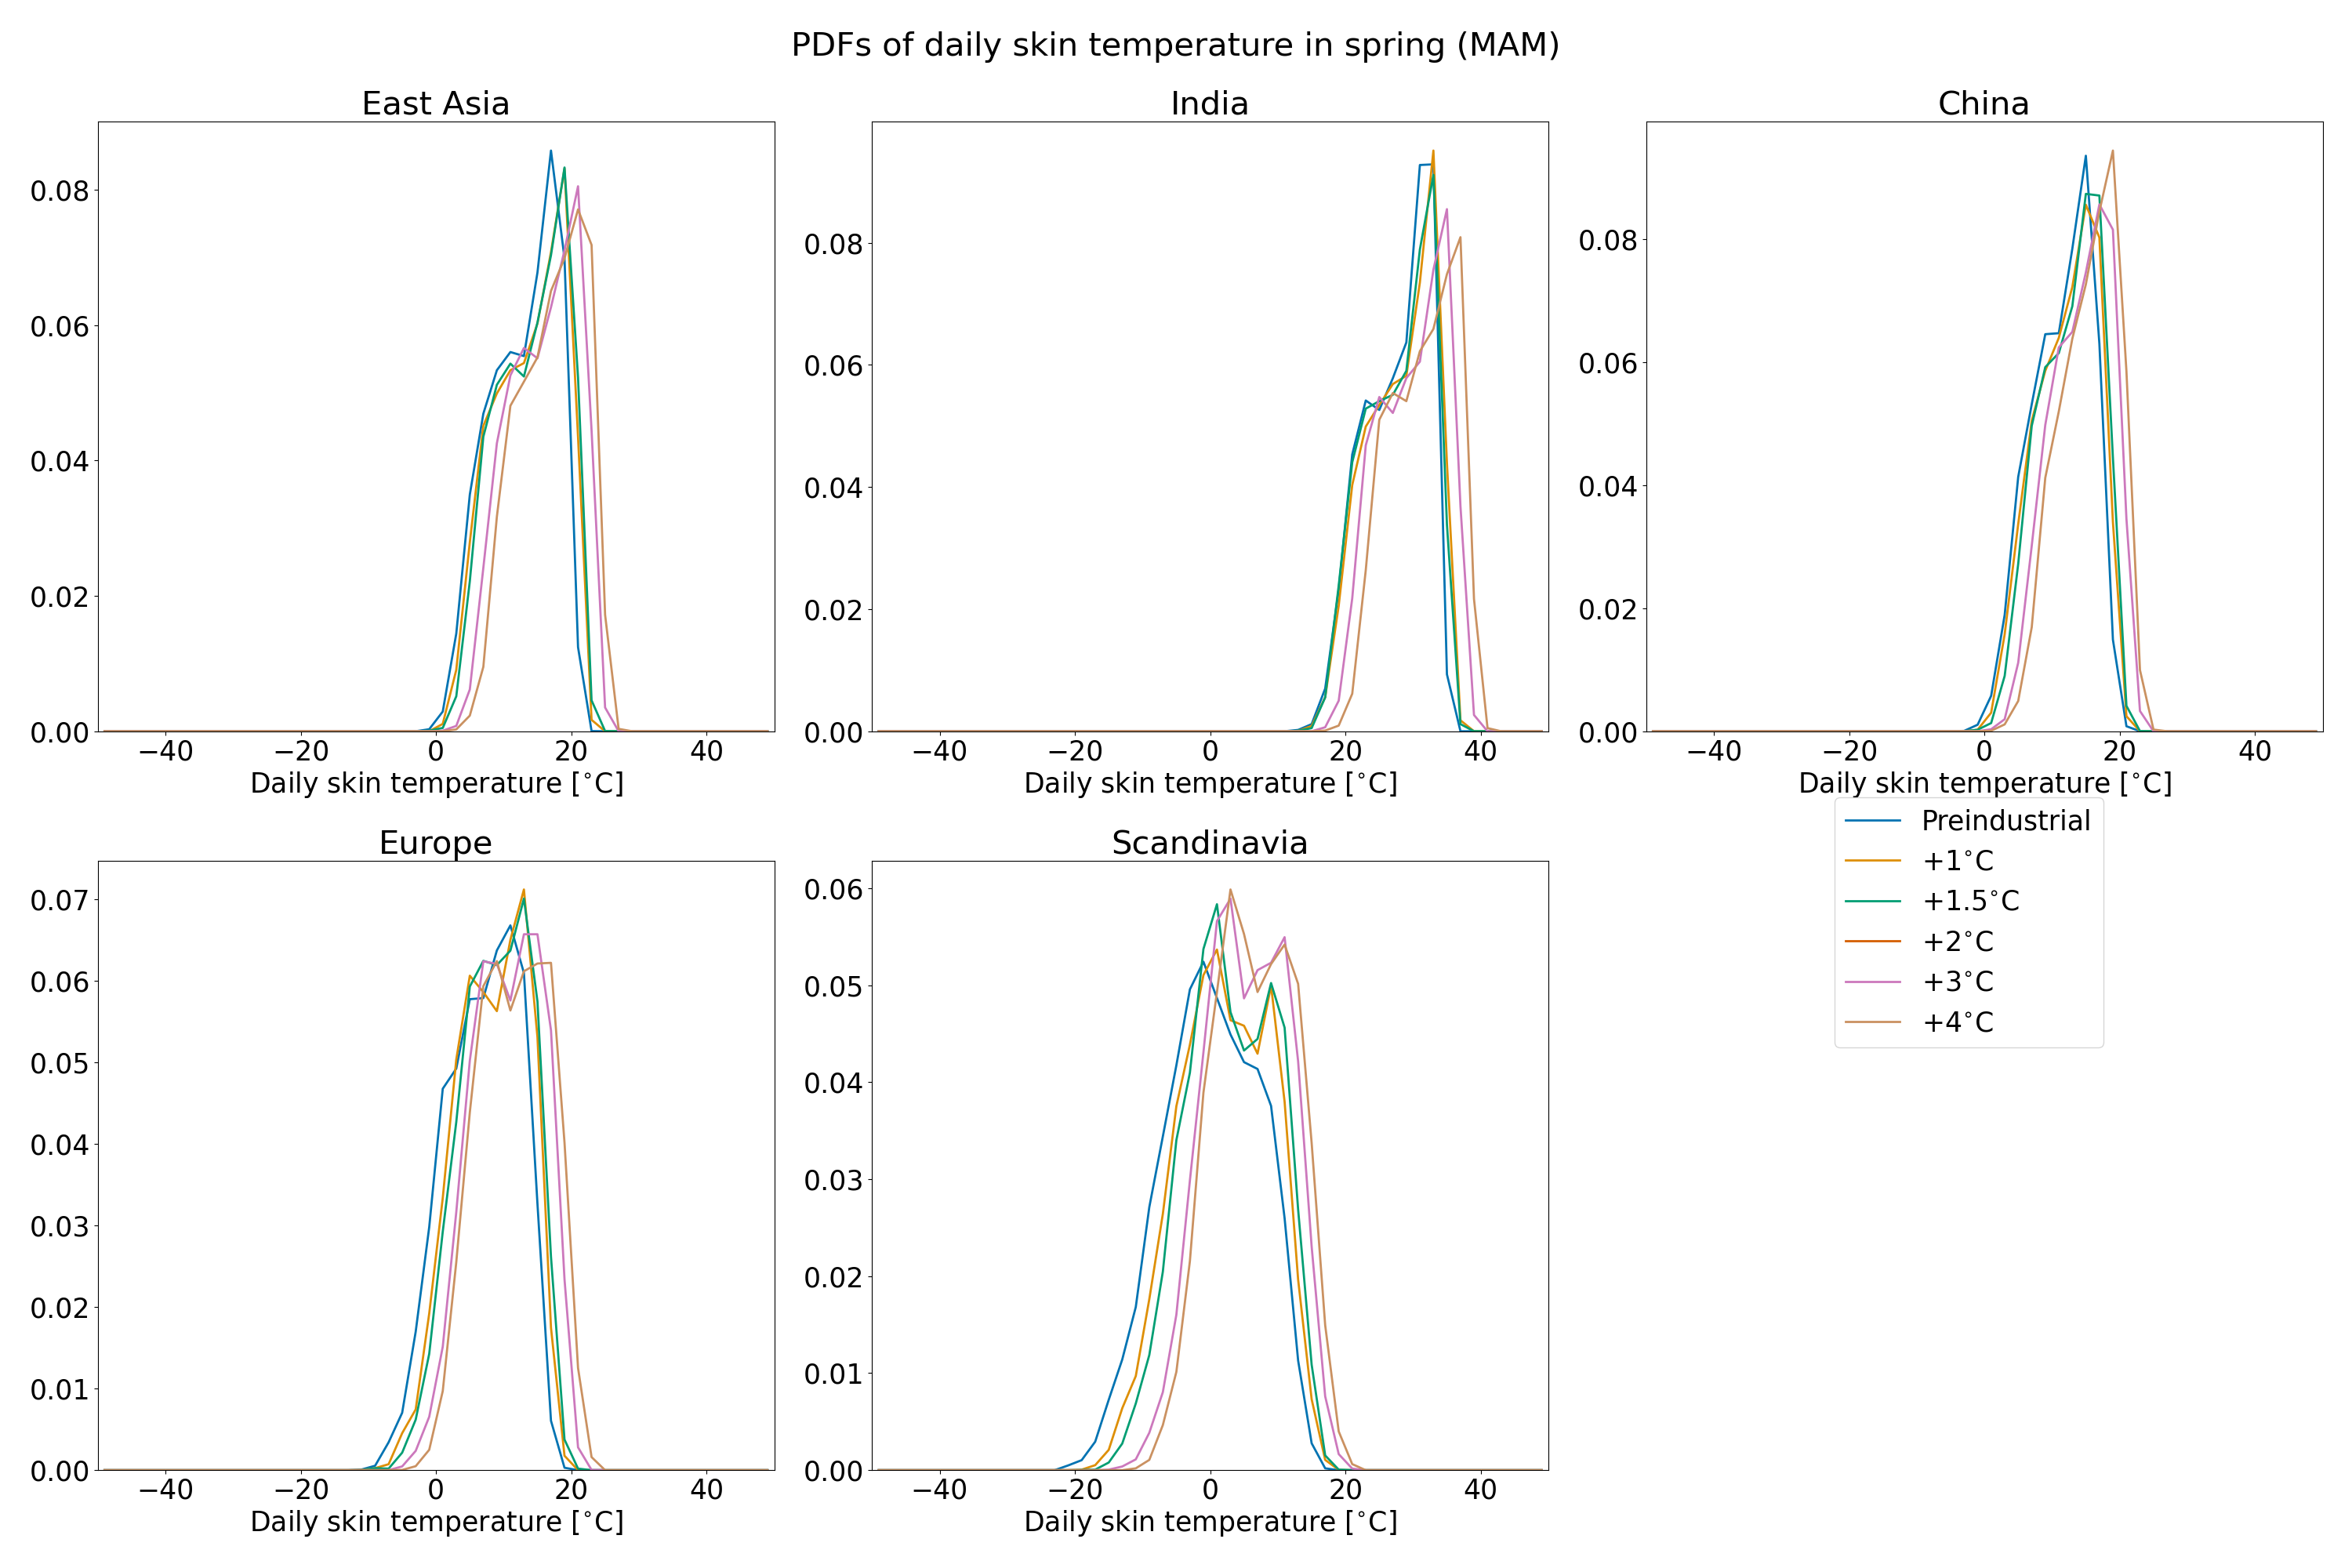 PDFs of daily skin temperature in spring (MAM)
East Asia
0.08
0.06
0.04
0.02
0.00
−40 −20 0 20 40
Daily skin temperature [°C]
India
0.08
0.06
0.04
0.02
0.00
−40 −20 0 20 40
Daily skin temperature [°C]
China
0.08
0.06
0.04
0.02
0.00
−40 −20 0 20 40
Daily skin temperature [°C]
Europe
0.07
0.06
0.05
0.04
0.03
0.02
0.01
0.00
−40 −20 0 20 40
Daily skin temperature [°C]
Scandinavia
0.06
0.05
0.04
0.03
0.02
0.01
0.00
−40 −20 0 20 40
Daily skin temperature [°C]
Preindustrial
+1°C
+1.5°C
+2°C
+3°C
+4°C